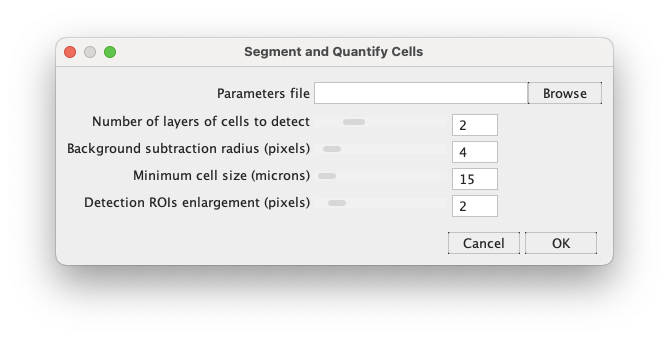 Segment and Quantify Cells
Parameters file Browse
Number of layers of cells to detect 2
Background subtraction radius (pixels) 4
Minimum cell size (microns) 15
Detection ROIs enlargement (pixels) 2
Cancel OK